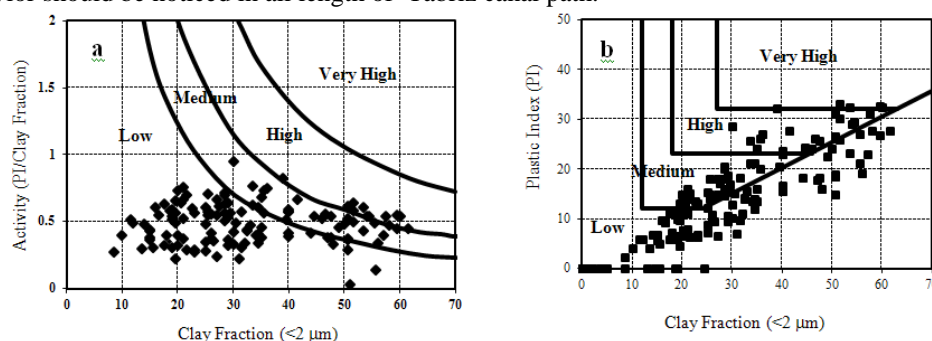 vior should be noticed in all length of Tabriz canal path.
a
Activity (PI/Clay Fraction)
2
1.5
1
0.5
0
Low
Medium
High
Very High
0 10 20 30 40 50 60 70
Clay Fraction (<2 μm)
b
Plastic Index (PI)
50
40
30
20
10
0
Low
Medium
High
Very High
0 10 20 30 40 50 60 70
Clay Fraction (<2 μm)